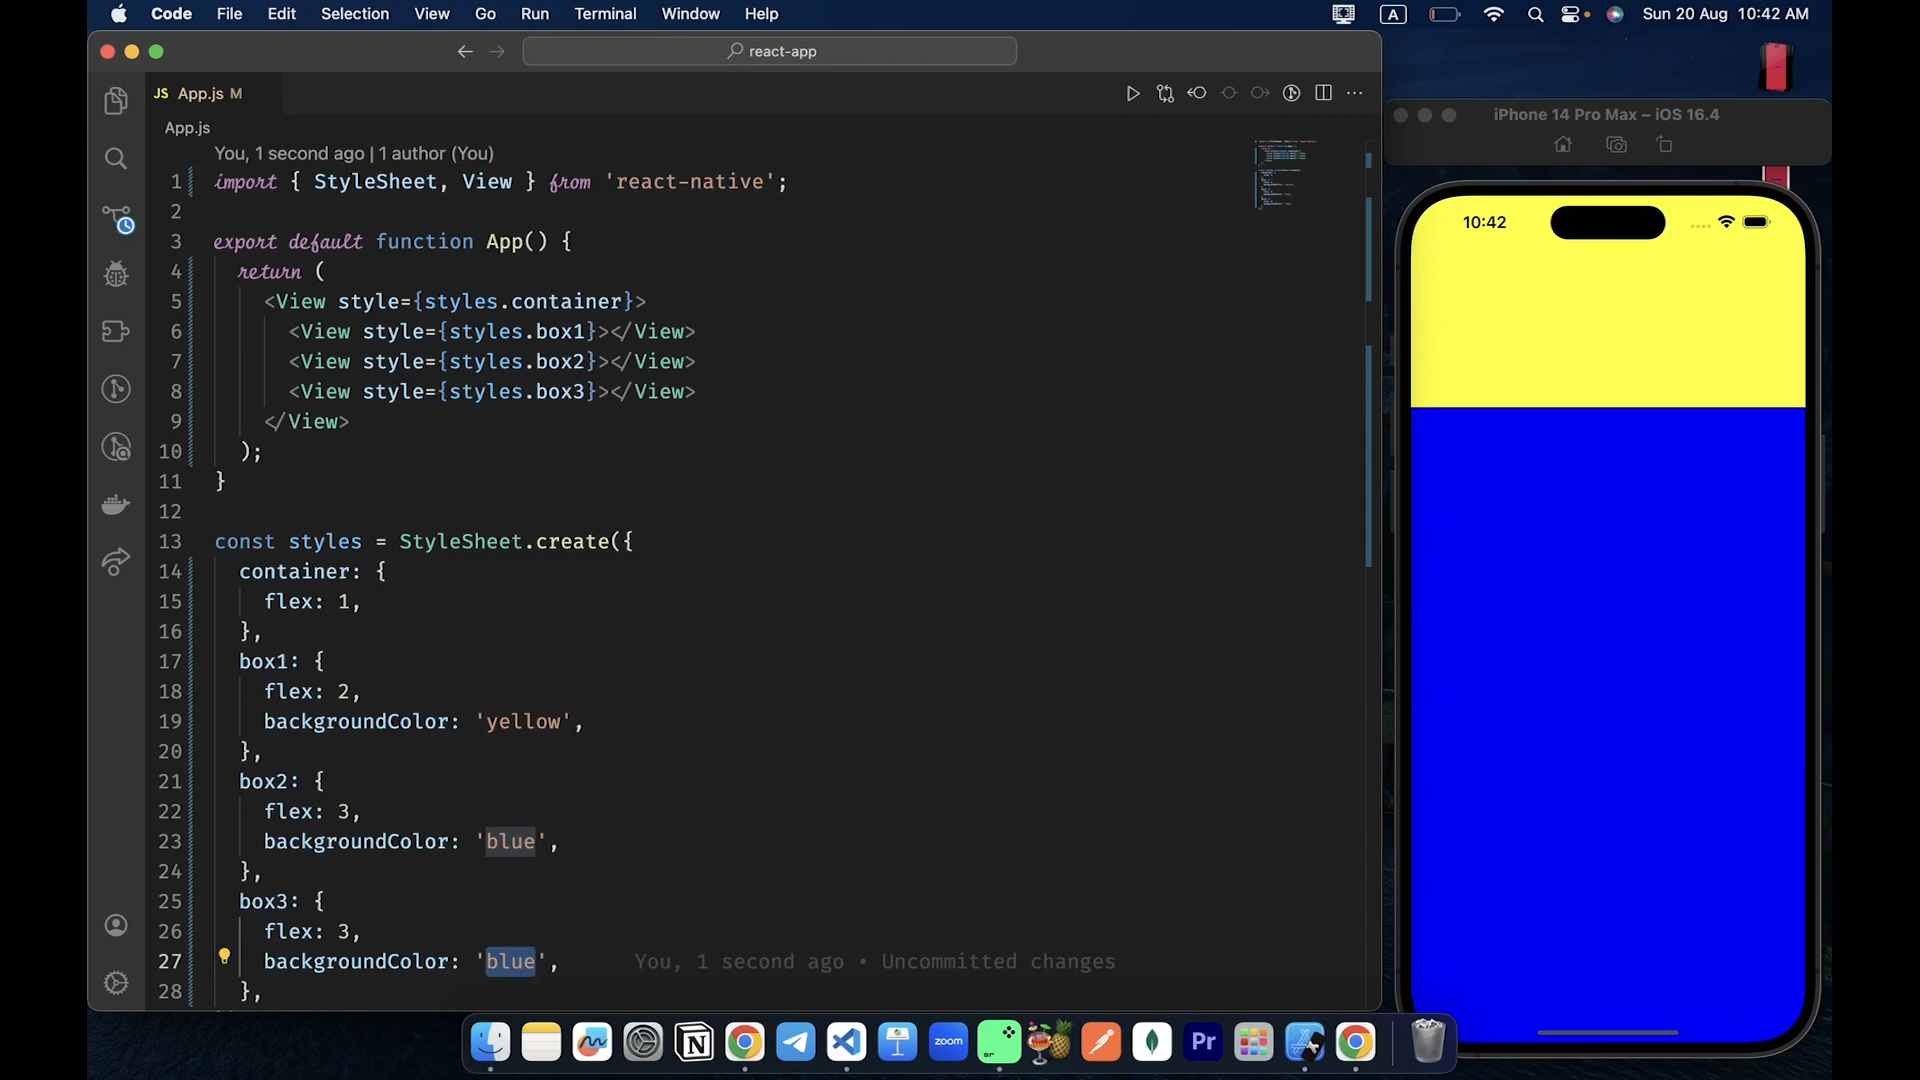 Code File Edit Selection View Go Run Terminal Window Help
A
Sun 20 Aug 10:42 AM
react-app
JS App.js M
App.js
You, 1 second ago | 1 author (You)
1 import { StyleSheet, View } from 'react-native';
2
3 export default function App() {
4 return (
5 <View style={styles.container}>
6 <View style={styles.box1}></View>
7 <View style={styles.box2}></View>
8 <View style={styles.box3}></View>
9 </View>
10 );
11 }
12
13 const styles = StyleSheet.create({
14 container: {
15 flex: 1,
16 },
17 box1: {
18 flex: 2,
19 backgroundColor: 'yellow',
20 },
21 box2: {
22 flex: 3,
23 backgroundColor: 'blue',
24 },
25 box3: {
26 flex: 3,
27 backgroundColor: 'blue', You, 1 second ago • Uncommitted changes
28 },
iPhone 14 Pro Max – iOS 16.4
10:42
zoom
sr
Pr